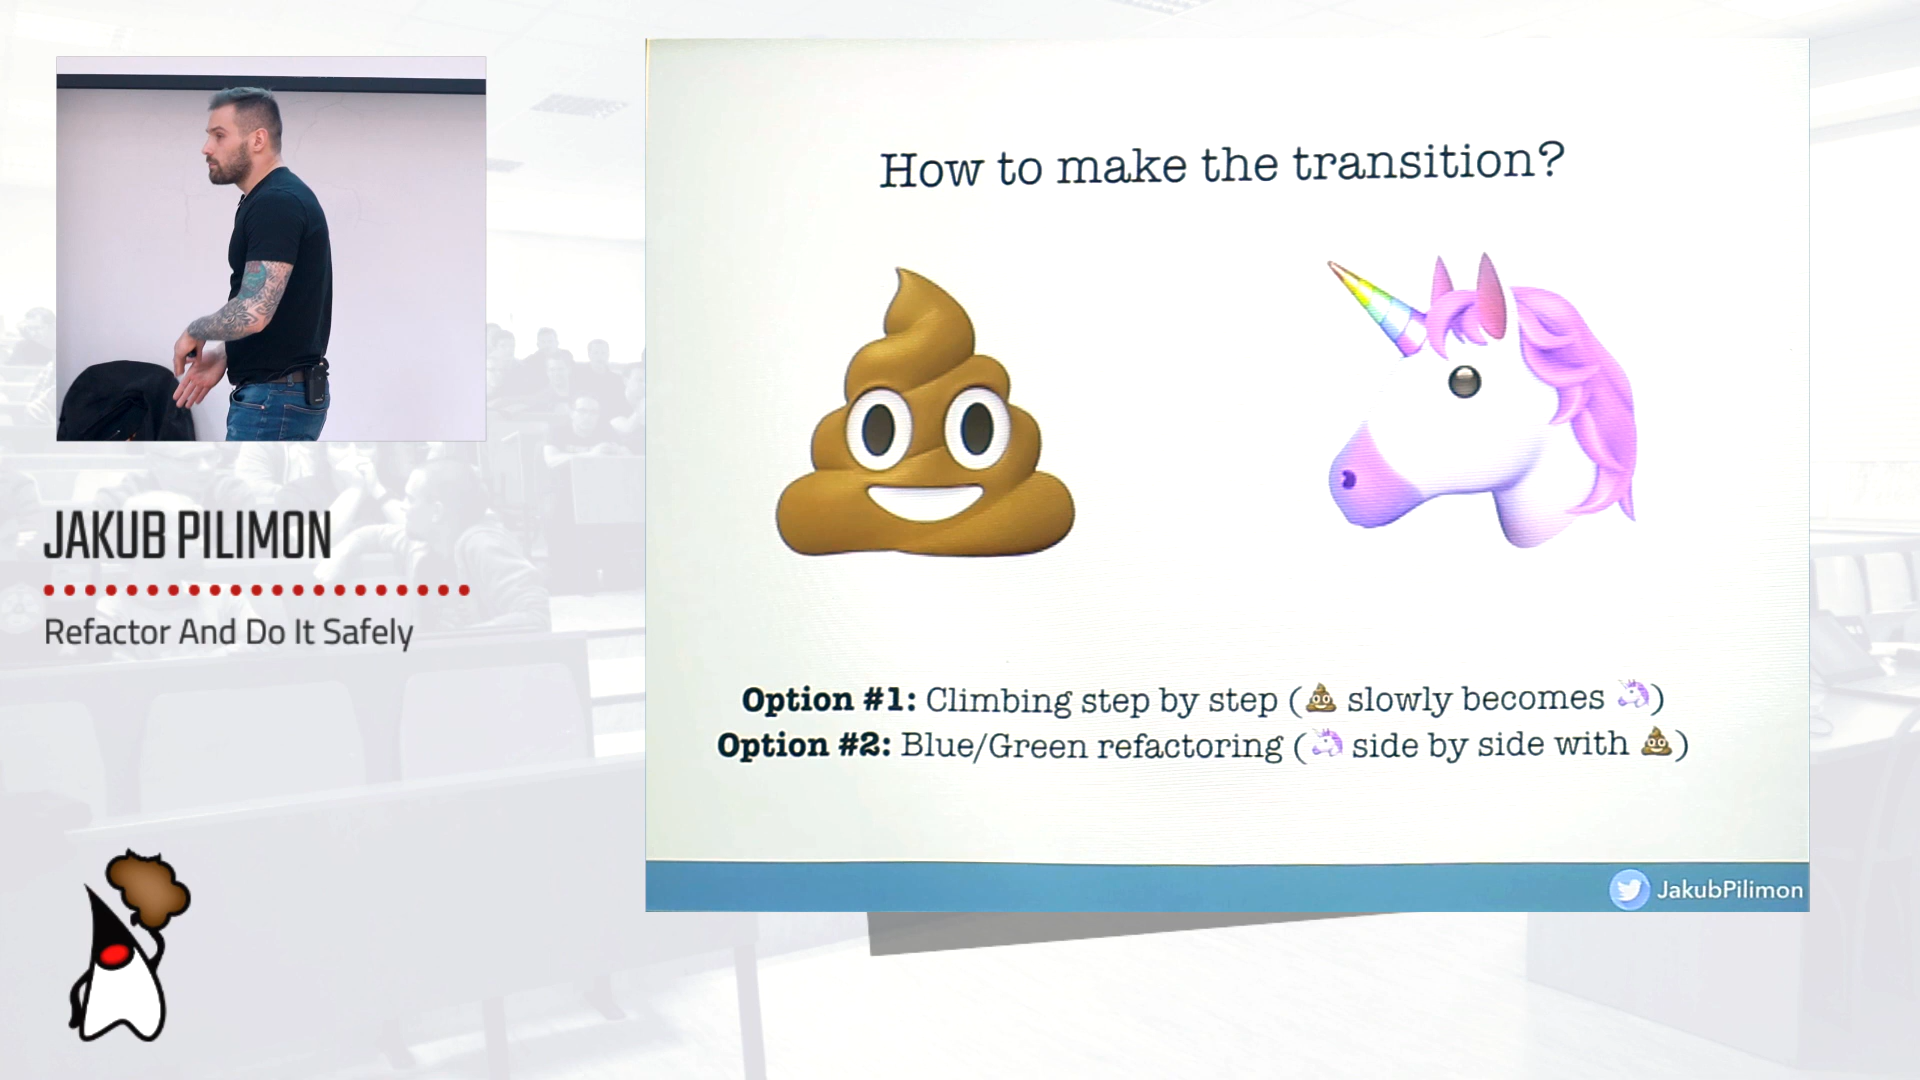 JAKUB PILIMON
Refactor And Do It Safely
How to make the transition?
Option #1: Climbing step by step (💩 slowly becomes 🦄)
Option #2: Blue/Green refactoring (🦄 side by side with 💩)
JakubPilimon